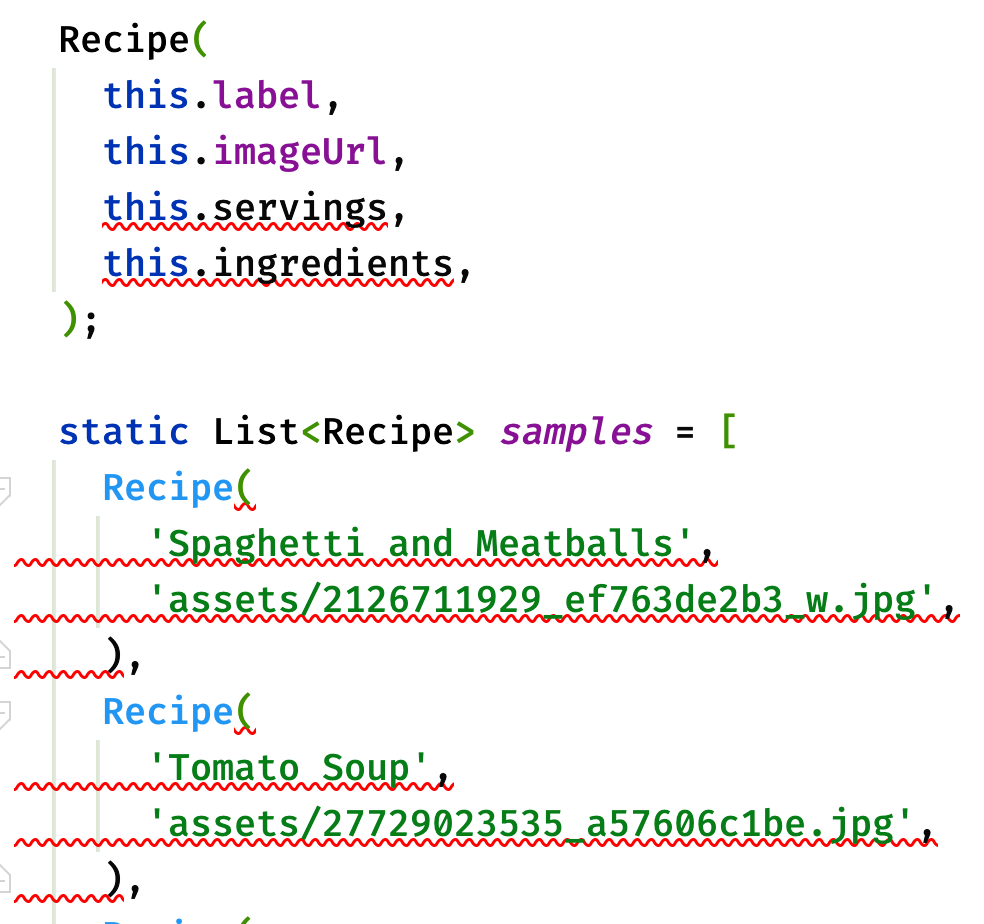 Recipe(
this.label,
this.imageUrl,
this.servings,
this.ingredients,
);
static List<Recipe> samples = [
Recipe(
'Spaghetti and Meatballs',
'assets/2126711929_ef763de2b3_w.jpg',
),
Recipe(
'Tomato Soup',
'assets/27729023535_a57606c1be.jpg',
),